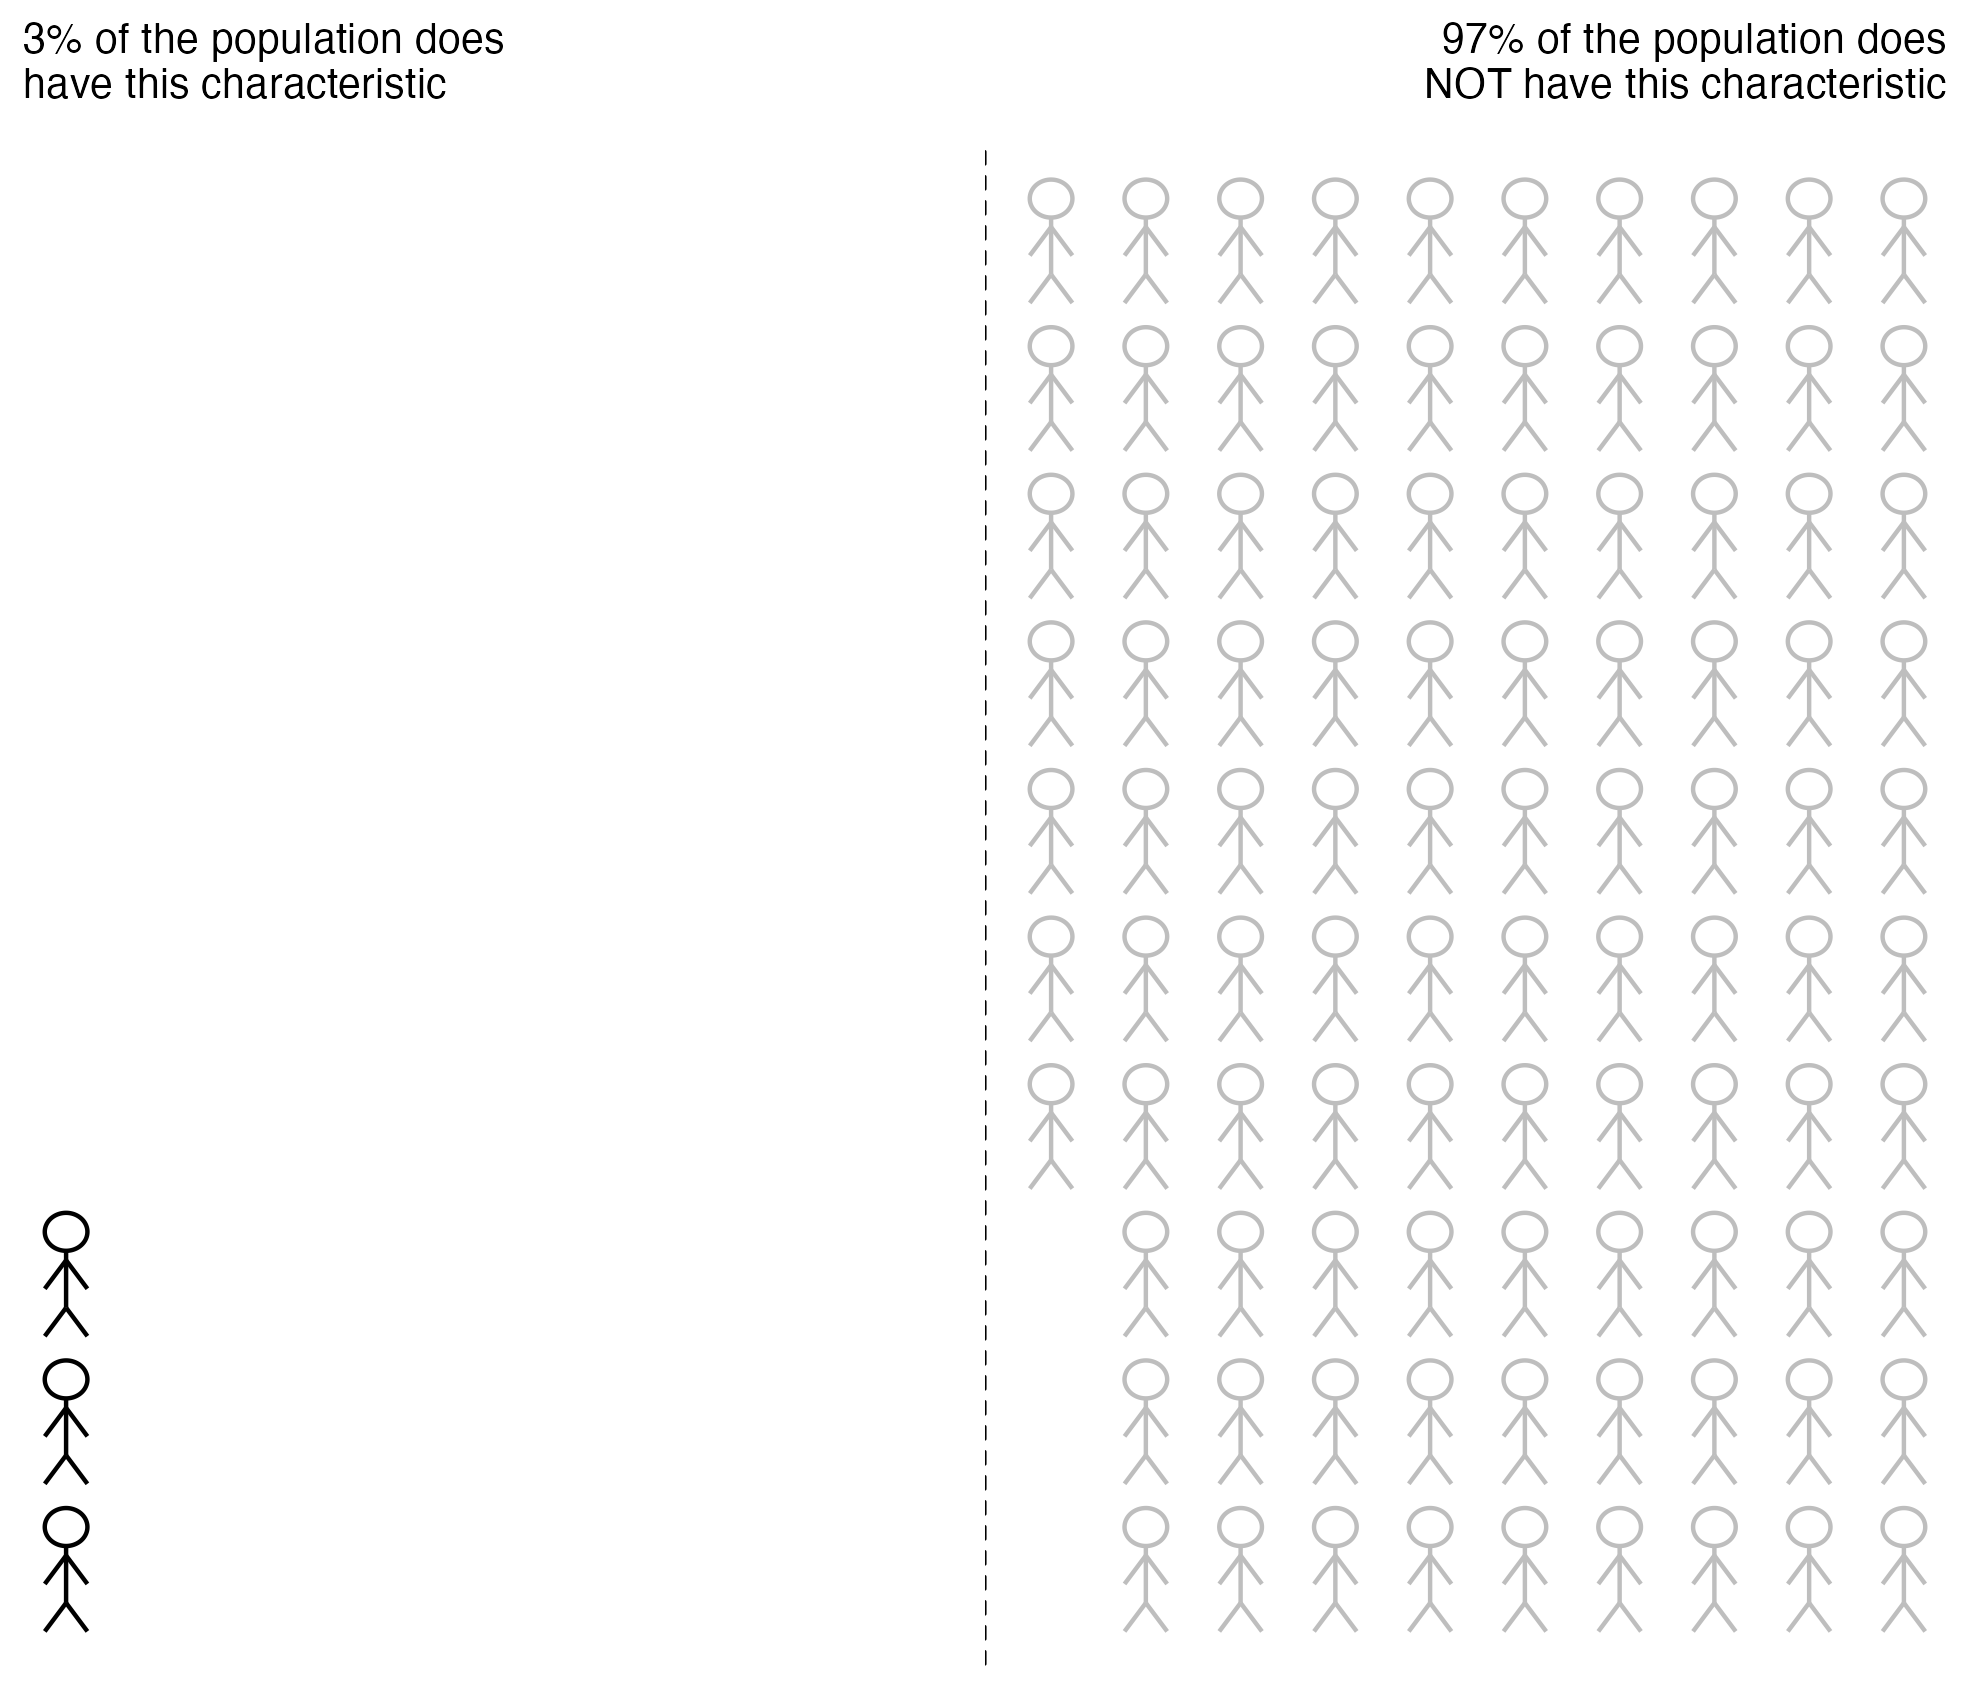 3% of the population does
have this characteristic
97% of the population does
NOT have this characteristic